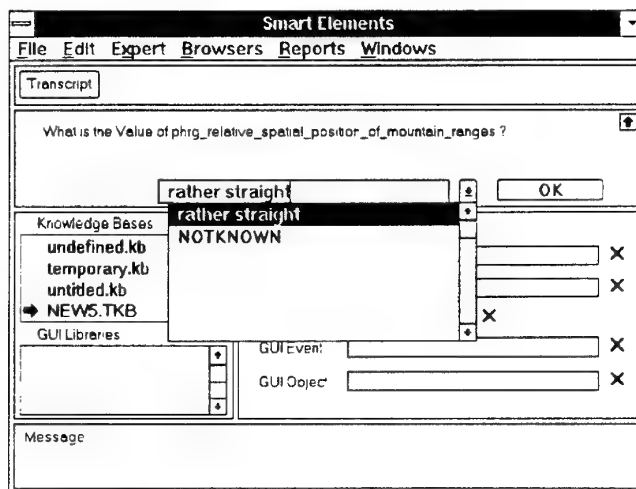 Smart Elements
File Edit Expert Browsers Reports Windows
Transcript
What is the Value of phrg_relative_spatial_position_of_mountain_ranges ?
rather straight
OK
rather straight
NOTKNOWN
Knowledge Bases
undefined.kb
temporary.kb
untitled.kb
NEW5.TKB
GUI Libraries
GUI Event
GUI Object
Message